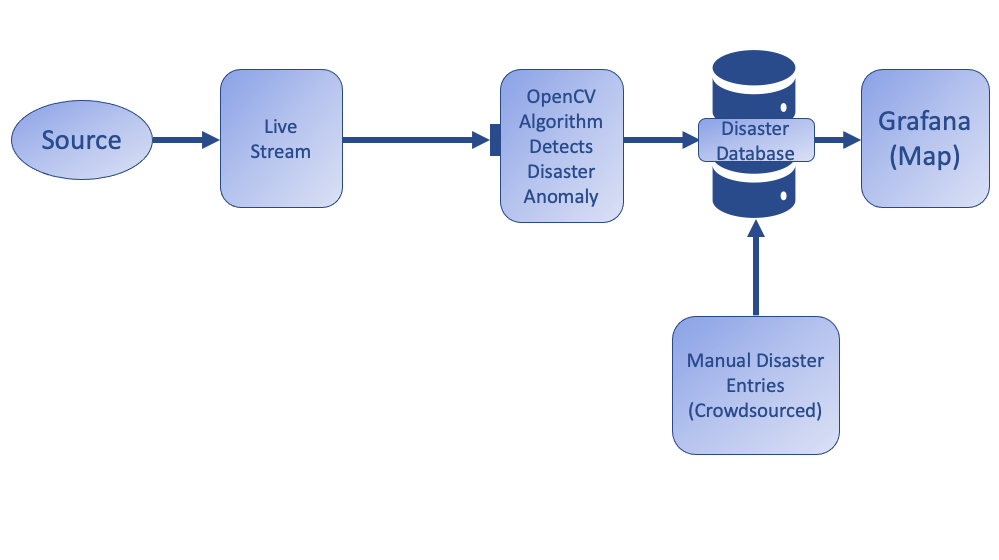 Source
Live
Stream
OpenCV
Algorithm
Detects
Disaster
Anomaly
Disaster
Database
Grafana
(Map)
Manual Disaster
Entries
(Crowdsourced)